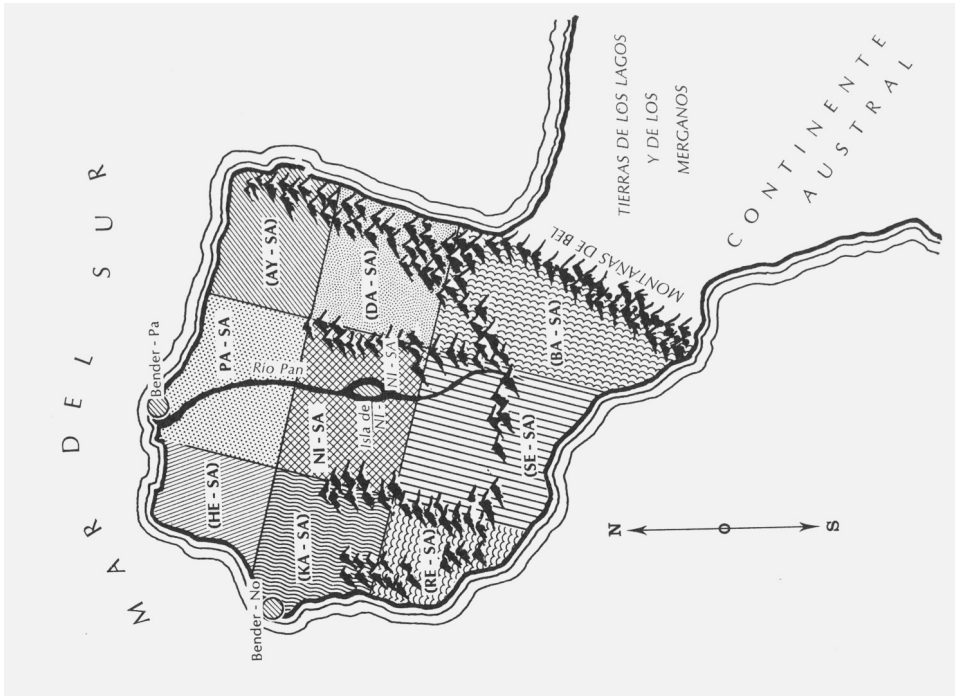 MAR DEL SUR
Bender - Pa
PA - SA
(AY - SA)
(HE - SA)
Rio Pan
(DA - SA)
NI - SA
Isla de
NI - NI - SA
(KA - SA)
Bender - No
(RE - SA)
(SE - SA)
(BA - SA)
MONTANAS DE BEL
TIERRAS DE LOS LAGOS
Y DE LOS
MERGANOS
CONTINENTE
AUSTRAL
N
O
S